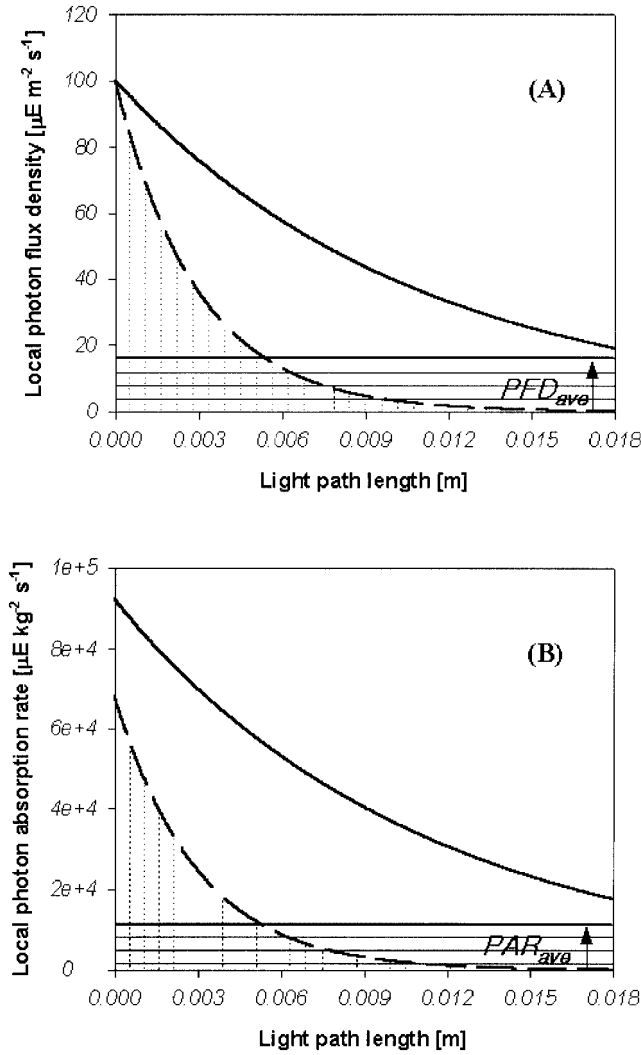 120
100
80
60
40
20
0
Local photon flux density [µE m⁻² s⁻¹]
(A)
PFDave
0.000 0.003 0.006 0.009 0.012 0.015 0.018
Light path length [m]
1e+5
8e+4
6e+4
4e+4
2e+4
0
Local photon absorption rate [µE kg⁻² s⁻¹]
(B)
PARave
0.000 0.003 0.006 0.009 0.012 0.015 0.018
Light path length [m]